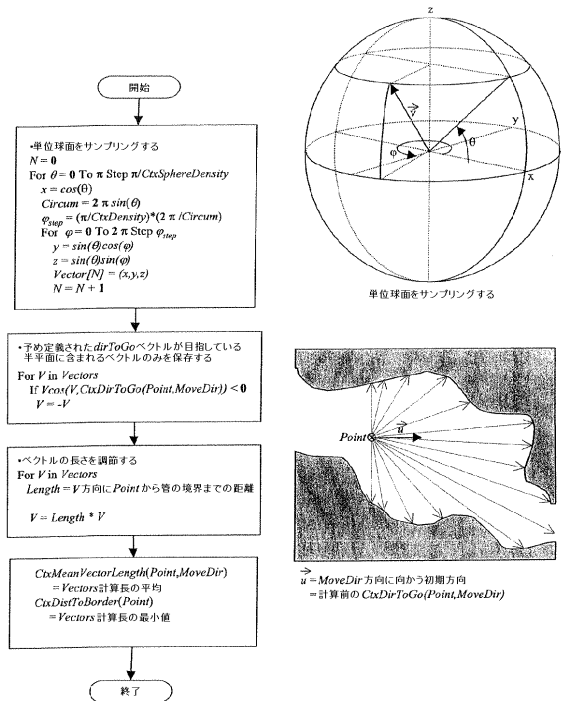 開始
•単位球面をサンプリングする
N = 0
For θ = 0 To π Step π/CtxSphereDensity
x = cos(θ)
Circum = 2 π sin(θ)
φstep = (π/CtxDensity)*(2 π /Circum)
For φ = 0 To 2 π Step φstep
y = sin(θ)cos(φ)
z = sin(θ)sin(φ)
Vector[N] = (x,y,z)
N = N + 1
•予め定義されたdirToGoベクトルが目指している
半平面に含まれるベクトルのみを保存する
For V in Vectors
If Vcos(V,CtxDirToGo(Point,MoveDir)) < 0
V = -V
•ベクトルの長さを調節する
For V in Vectors
Length = V 方向にPointから管の境界までの距離
V = Length * V
CtxMeanVectorLength(Point,MoveDir)
=Vectors計算長の平均
CtxDistToBorder(Point)
=Vectors計算長の最小値
終了
z
v
y
θ
φ
x
単位球面をサンプリングする
Point
u
u = MoveDir 方向に向かう初期方向
= 計算前の CtxDirToGo(Point,MoveDir)